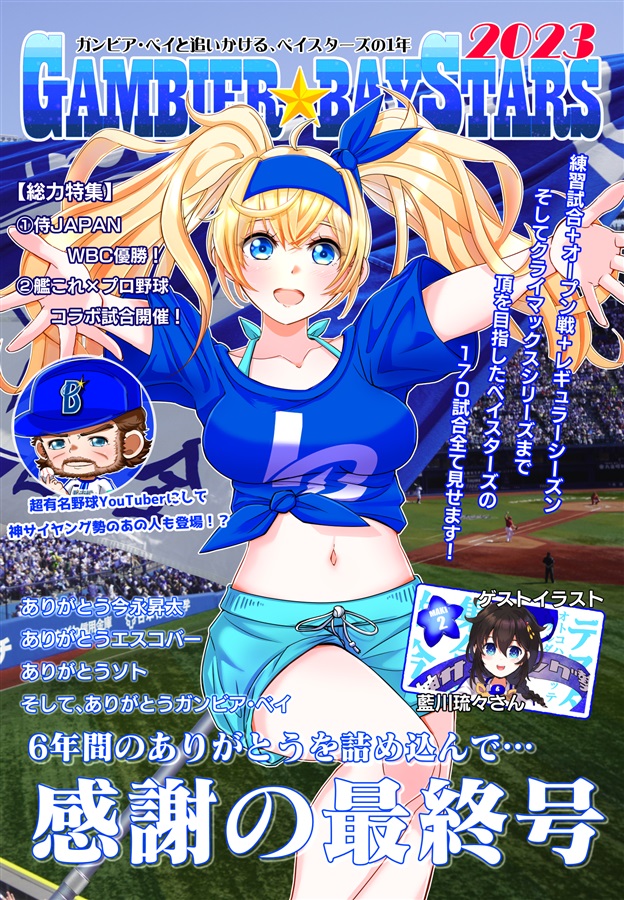 ガンビア・ベイと追いかける、ベイスターズの1年
2023
GAMBIER★BAYSTARS
【総力特集】
①侍JAPAN
WBC優勝！
②艦これ×プロ野球
コラボ試合開催！
練習試合+オープン戦+レギュラーシーズン
そしてクライマックスシリーズまで
頂を目指したベイスターズの
170試合全て見せます！
B
超有名野球YouTuberにして
神サイヤング勢のあの人も登場！？
b
ありがとう今永昇太
ありがとうエスコバー
ありがとうソト
そして、ありがとうガンビア・ベイ
ゲストイラスト
MAKI
2
藍川琉々さん
6年間のありがとうを詰め込んで…
感謝の最終号